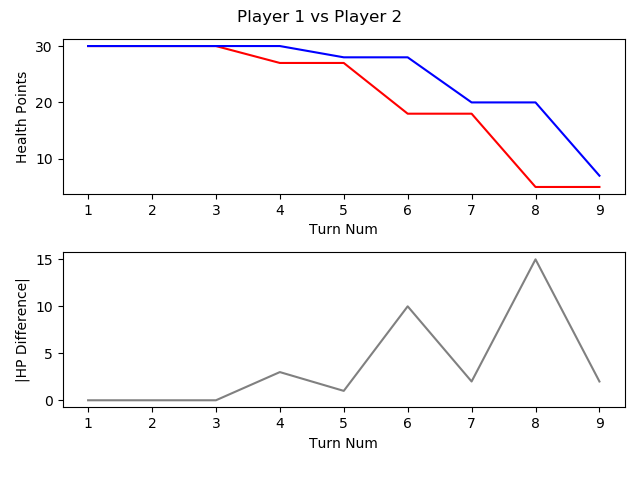 Player 1 vs Player 2
Health Points
30
20
10
1 2 3 4 5 6 7 8 9
Turn Num
|HP Difference|
15
10
5
0
1 2 3 4 5 6 7 8 9
Turn Num